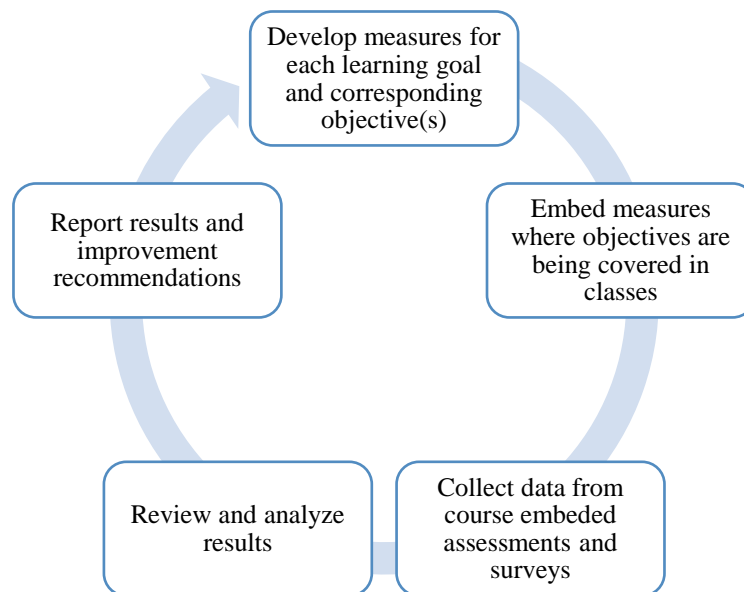 Develop measures for
each learning goal
and corresponding
objective(s)
Embed measures
where objectives are
being covered in
classes
Collect data from
course embeded
assessments and
surveys
Review and analyze
results
Report results and
improvement
recommendations